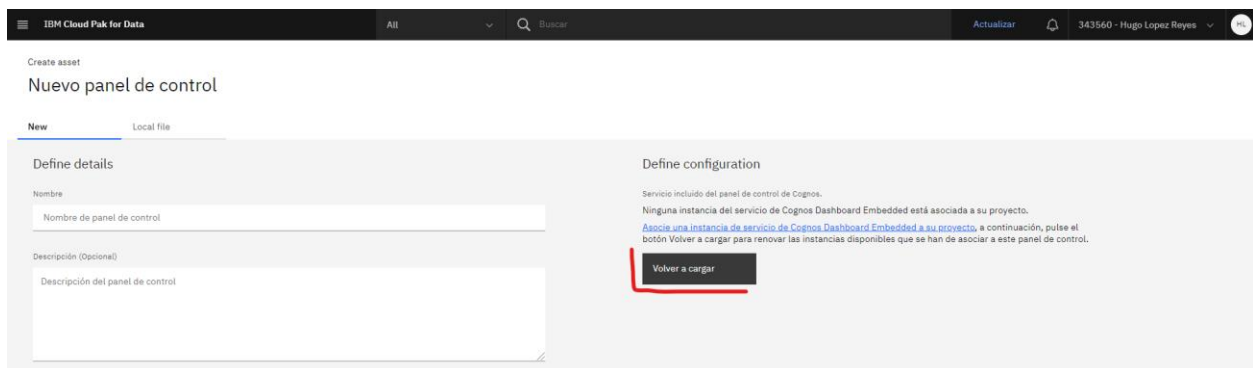 IBM Cloud Pak for Data
All
Buscar
Actualizar
343560 - Hugo Lopez Reyes
HL
Create asset
Nuevo panel de control
New
Local file
Define details
Nombre
Nombre de panel de control
Descripción (Opcional)
Descripción del panel de control
Define configuration
Servicio incluido del panel de control de Cognos.
Ninguna instancia del servicio de Cognos Dashboard Embedded está asociada a su proyecto.
Asocie una instancia de servicio de Cognos Dashboard Embedded a su proyecto, a continuación, pulse el
botón Volver a cargar para renovar las instancias disponibles que se han de asociar a este panel de control.
Volver a cargar